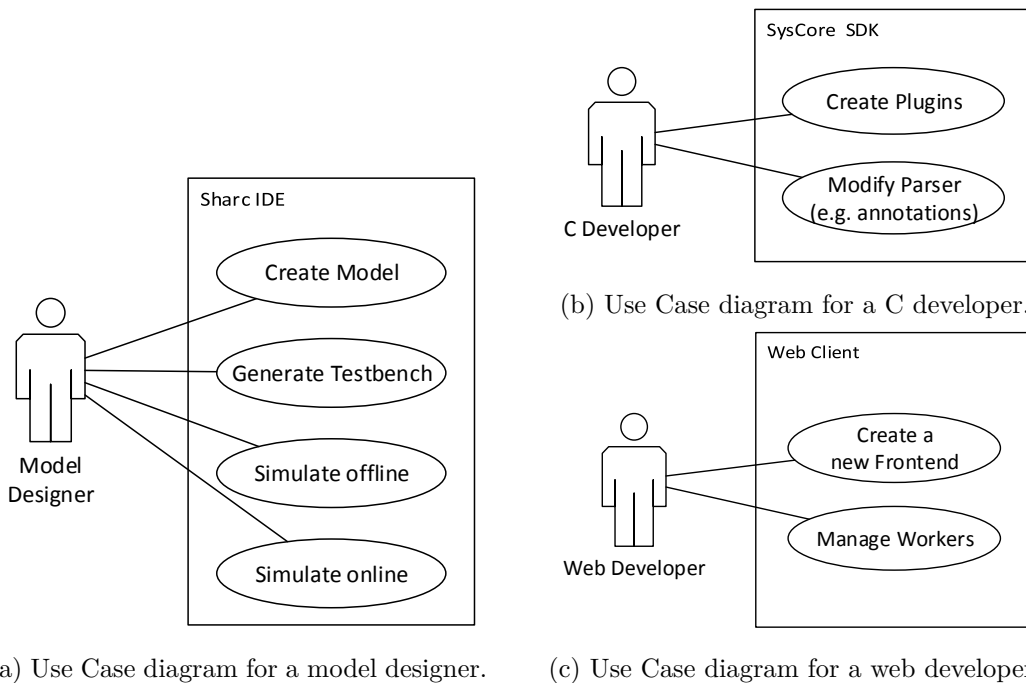 Sharc IDE
Create Model
Generate Testbench
Simulate offline
Simulate online
Model
Designer
a) Use Case diagram for a model designer.
SysCore SDK
Create Plugins
Modify Parser
(e.g. annotations)
C Developer
(b) Use Case diagram for a C developer.
Web Client
Create a
new Frontend
Manage Workers
Web Developer
(c) Use Case diagram for a web developer